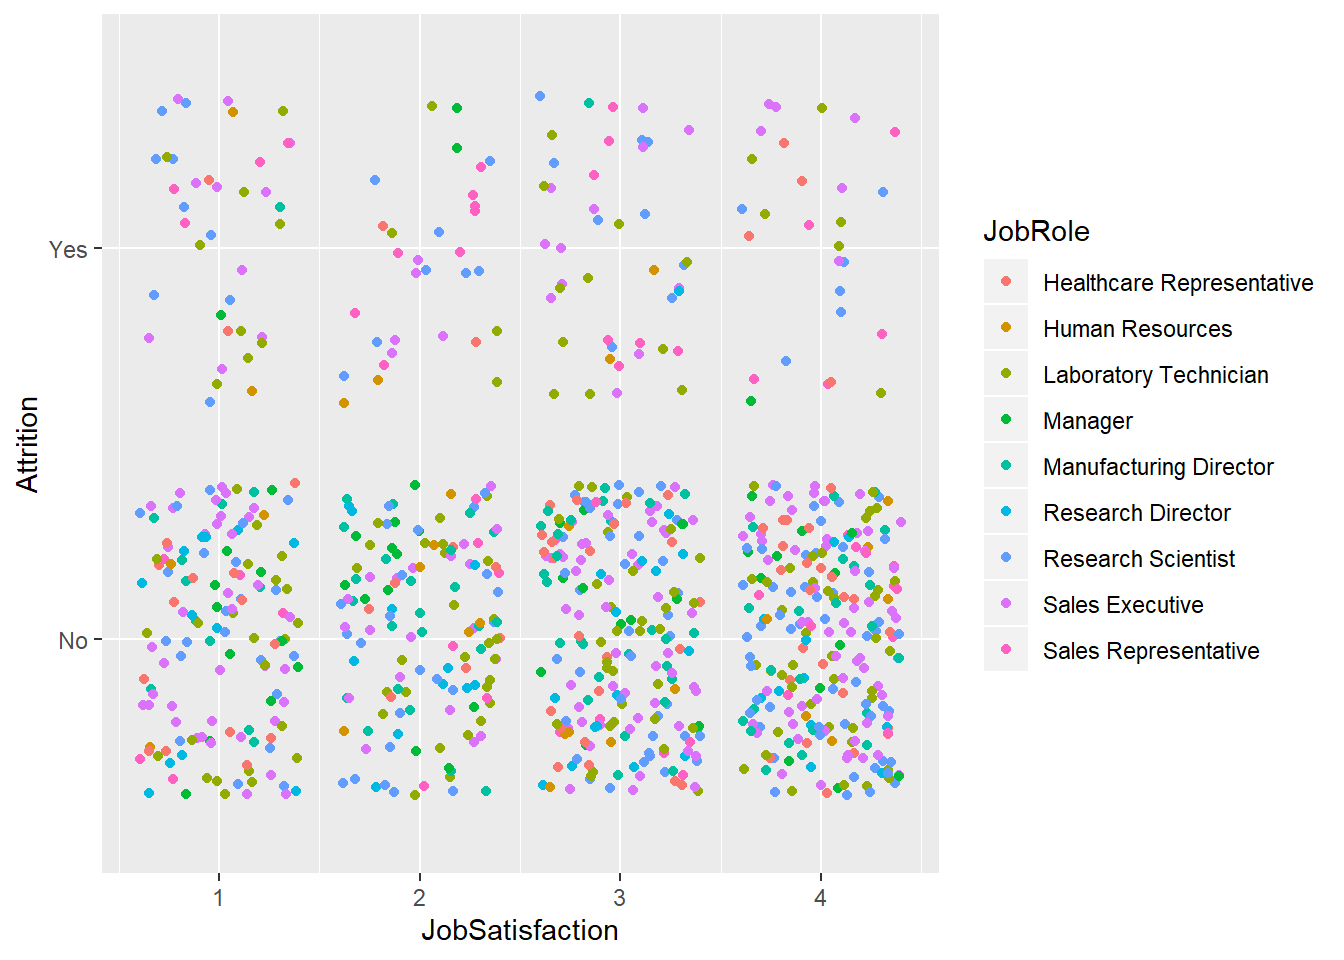 Attrition
Yes
No
1 2 3 4
JobSatisfaction
JobRole
Healthcare Representative
Human Resources
Laboratory Technician
Manager
Manufacturing Director
Research Director
Research Scientist
Sales Executive
Sales Representative